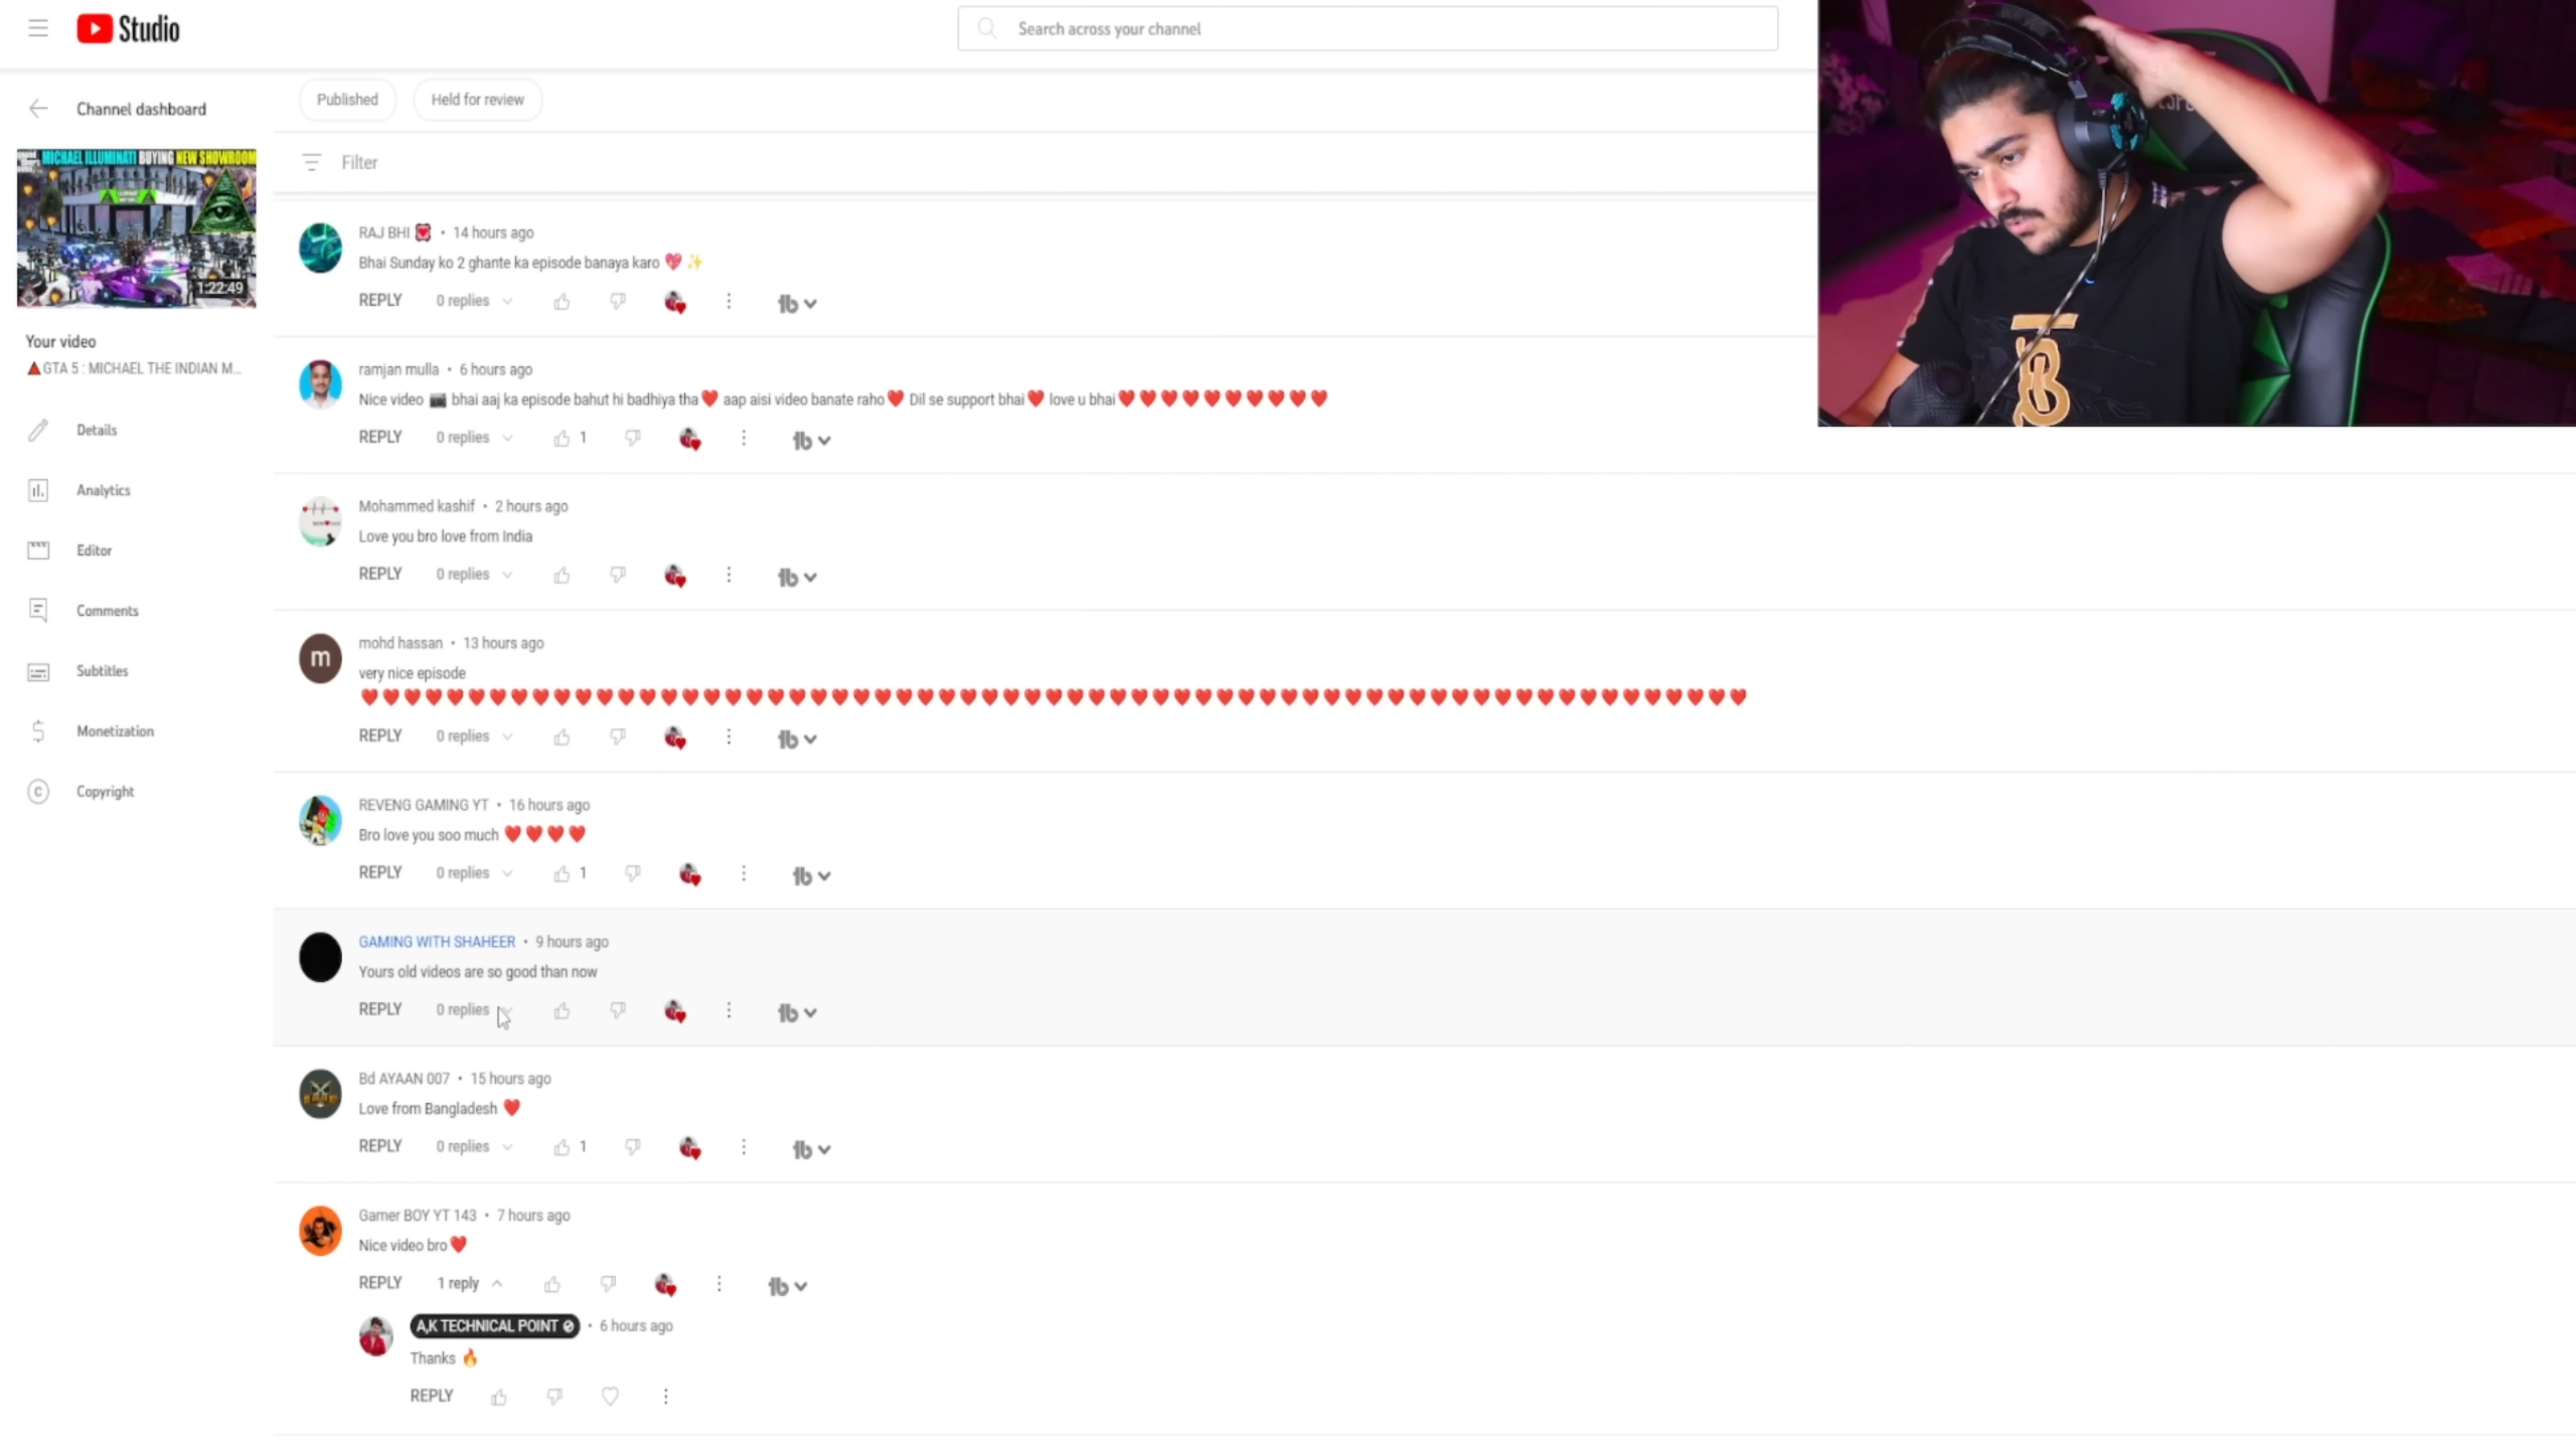 Studio
Search across your channel
Channel dashboard
Published
Held for review
Filter
MICHAEL ILLUMINATI BUYING NEW SHOWROOM
1:22:49
Your video
GTA 5 : MICHAEL THE INDIAN M...
Details
Analytics
Editor
Comments
Subtitles
Monetization
Copyright
RAJ BHI 💓 • 14 hours ago
Bhai Sunday ko 2 ghante ka episode banaya karo 💖 ✨
REPLY 0 replies
ramjan mulla • 6 hours ago
Nice video 📷 bhai aaj ka episode bahut hi badhiya tha❤️ aap aisi video banate raho❤️ Dil se support bhai❤️ love u bhai❤️❤️❤️❤️❤️❤️❤️❤️❤️❤️
REPLY 0 replies 1
Mohammed kashif • 2 hours ago
Love you bro love from India
REPLY 0 replies
m
mohd hassan • 13 hours ago
very nice episode
❤️❤️❤️❤️❤️❤️❤️❤️❤️❤️❤️❤️❤️❤️❤️❤️❤️❤️❤️❤️❤️❤️❤️❤️❤️❤️❤️❤️❤️❤️❤️❤️❤️❤️❤️❤️❤️❤️❤️❤️❤️❤️❤️❤️❤️❤️❤️❤️❤️❤️❤️❤️❤️❤️❤️❤️❤️❤️❤️❤️❤️❤️❤️❤️❤️
REPLY 0 replies
REVENG GAMING YT • 16 hours ago
Bro love you soo much ❤️❤️❤️❤️
REPLY 0 replies 1
GAMING WITH SHAHEER • 9 hours ago
Yours old videos are so good than now
REPLY 0 replies
Bd AYAAN 007 • 15 hours ago
Love from Bangladesh ❤️
REPLY 0 replies 1
Gamer BOY YT 143 • 7 hours ago
Nice video bro❤️
REPLY 1 reply
A,K TECHNICAL POINT • 6 hours ago
Thanks 🔥
REPLY